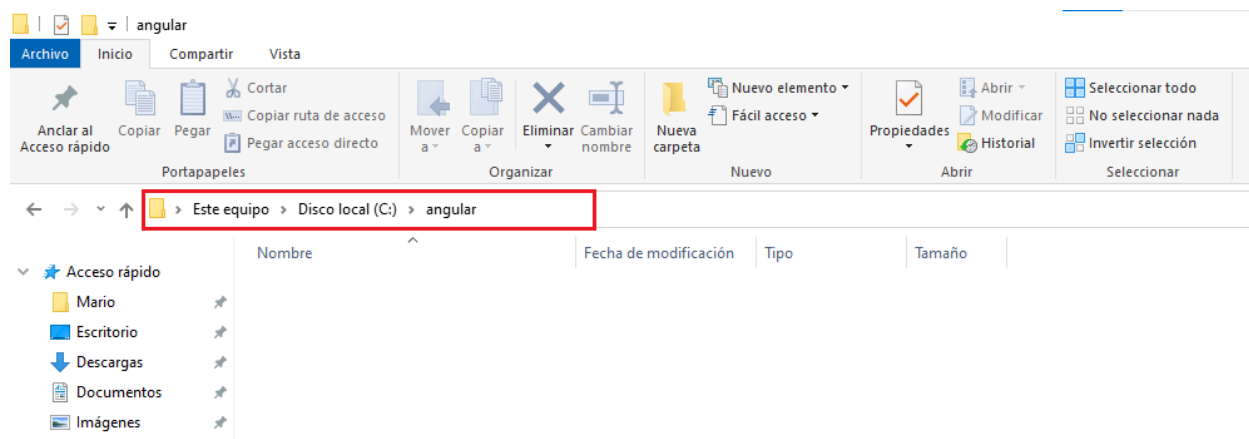 angular
Archivo Inicio Compartir Vista
Anclar al Acceso rápido
Copiar
Pegar
Cortar
Copiar ruta de acceso
Pegar acceso directo
Portapapeles
Mover a
Copiar a
Eliminar
Cambiar nombre
Organizar
Nueva carpeta
Nuevo elemento
Fácil acceso
Nuevo
Propiedades
Abrir
Modificar
Historial
Abrir
Seleccionar todo
No seleccionar nada
Invertir selección
Seleccionar
Este equipo > Disco local (C:) > angular
Nombre Fecha de modificación Tipo Tamaño
Acceso rápido
Mario
Escritorio
Descargas
Documentos
Imágenes